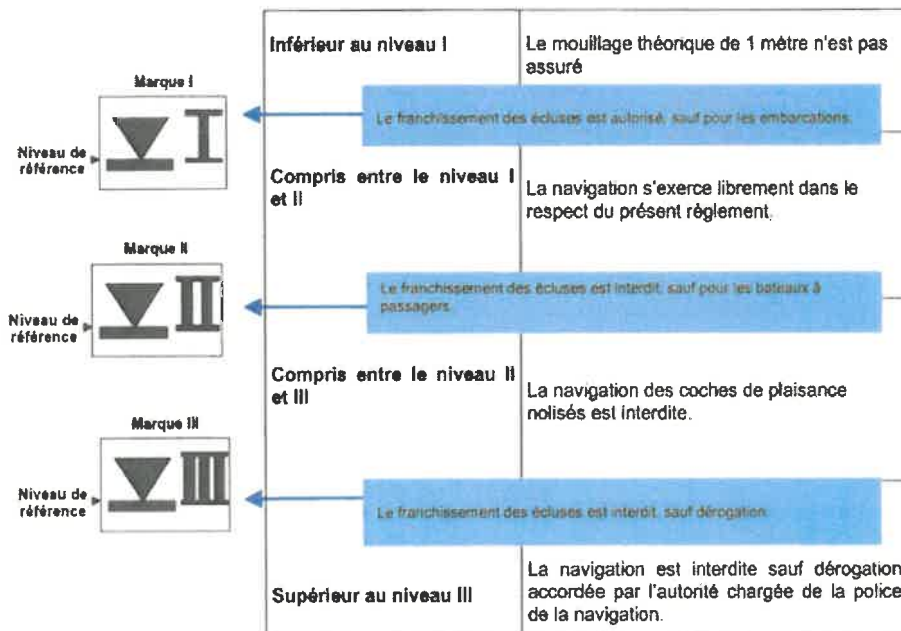 Inférieur au niveau I
Le mouillage théorique de 1 mètre n'est pas
assuré
Marque I
I
Niveau de
référence
Le franchissement des écluses est autorisé, sauf pour les embarcations.
Compris entre le niveau I
et II
La navigation s'exerce librement dans le
respect du présent règlement.
Marque II
II
Niveau de
référence
Le franchissement des écluses est interdit, sauf pour les bateaux à
passagers.
Compris entre le niveau II
et III
La navigation des coches de plaisance
nolisés est interdite.
Marque III
III
Niveau de
référence
Le franchissement des écluses est interdit, sauf dérogation.
Supérieur au niveau III
La navigation est interdite sauf dérogation
accordée par l'autorité chargée de la police
de la navigation.